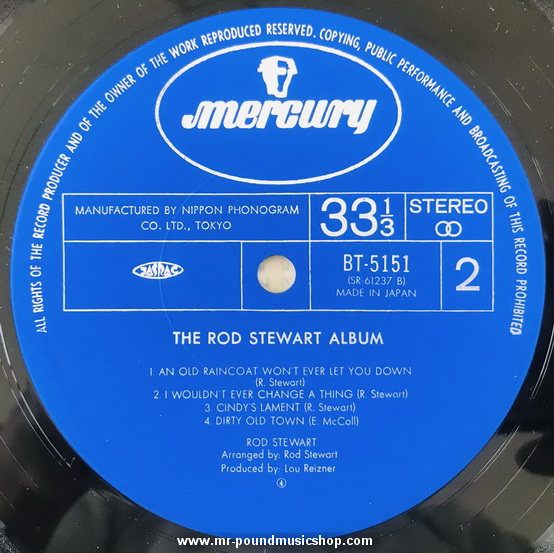 ALL RIGHTS OF THE RECORD PRODUCER AND OF THE OWNER OF THE WORK REPRODUCED RESERVED. COPYING, PUBLIC PERFORMANCE AND BROADCASTING OF THIS RECORD PROHIBITED
mercury
MANUFACTURED BY NIPPON PHONOGRAM
CO. LTD., TOKYO
33 1/3
STEREO
JASRAC
BT-5151
(SR-61237 B)
MADE IN JAPAN
2
THE ROD STEWART ALBUM
1. AN OLD RAINCOAT WON'T EVER LET YOU DOWN
(R. Stewart)
2. I WOULDN'T EVER CHANGE A THING (R. Stewart)
3. CINDY'S LAMENT (R. Stewart)
4. DIRTY OLD TOWN (E. McColl)
ROD STEWART
Arranged by: Rod Stewart
Produced by: Lou Reizner
④
www.mr-poundmusicshop.com